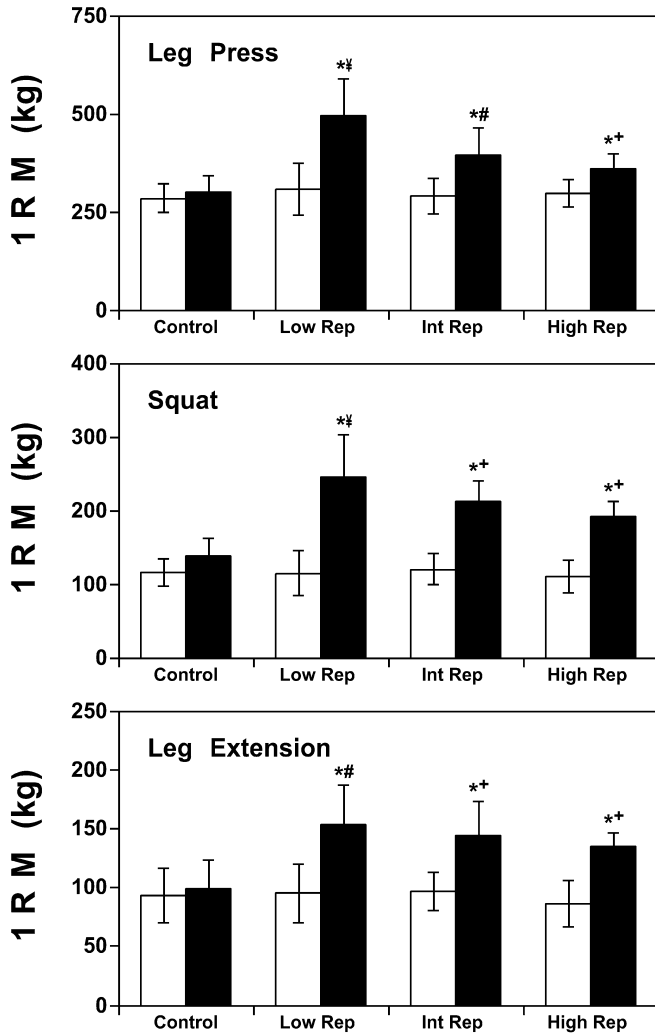 750
Leg Press
*¥
500
*#
*+
1 R M (kg)
250
0
Control Low Rep Int Rep High Rep
400
Squat
*¥
300
*+
*+
1 R M (kg)
200
100
0
Control Low Rep Int Rep High Rep
250
Leg Extension
*#
200
*+
*+
1 R M (kg)
150
100
50
0
Control Low Rep Int Rep High Rep